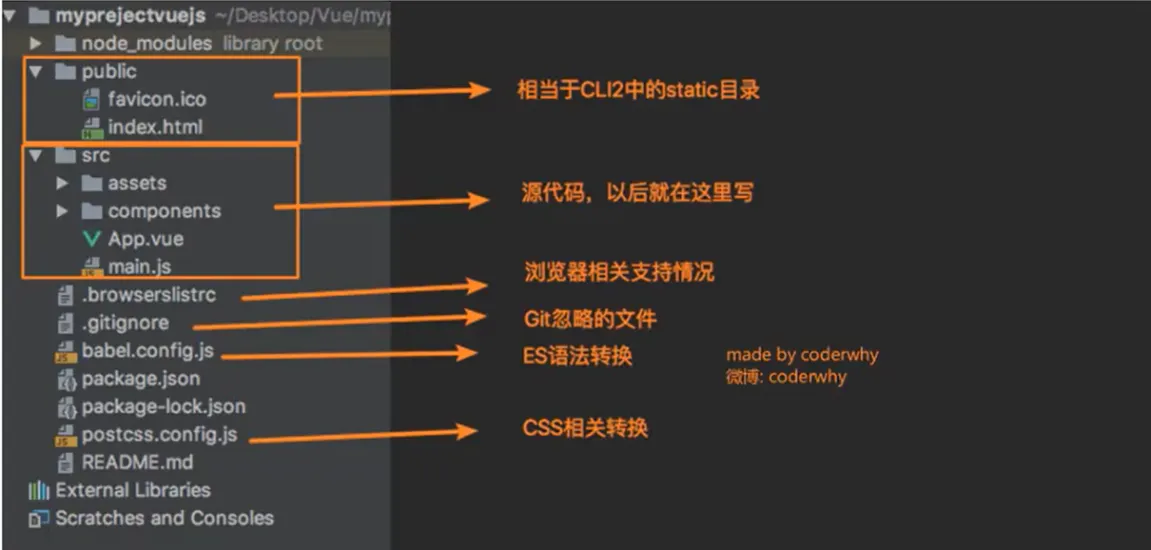 myprejectvuejs ~/Desktop/Vue/myp
node_modules library root
public
favicon.ico
index.html
相当于CLI2中的static目录
src
assets
components
App.vue
main.js
源代码，以后就在这里写
.browserslistrc
浏览器相关支持情况
.gitignore
Git忽略的文件
babel.config.js
ES语法转换
made by coderwhy
微博: coderwhy
package.json
package-lock.json
postcss.config.js
CSS相关转换
README.md
External Libraries
Scratches and Consoles